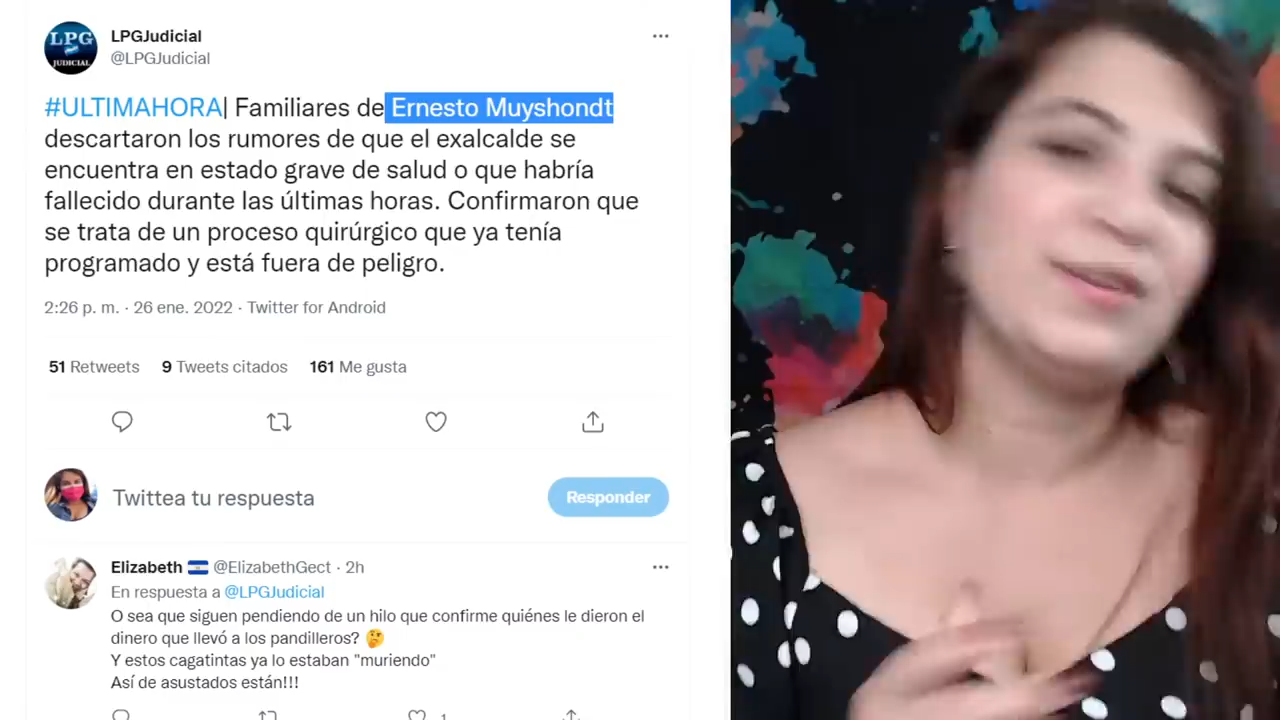 LPG
JUDICIAL
LPGJudicial
@LPGJudicial
#ULTIMAHORA| Familiares de Ernesto Muyshondt
descartaron los rumores de que el exalcalde se
encuentra en estado grave de salud o que habría
fallecido durante las últimas horas. Confirmaron que
se trata de un proceso quirúrgico que ya tenía
programado y está fuera de peligro.
2:26 p. m. · 26 ene. 2022 · Twitter for Android
51 Retweets 9 Tweets citados 161 Me gusta
Twittea tu respuesta
Responder
Elizabeth 🇸🇻 @ElizabethGect · 2h
En respuesta a @LPGJudicial
O sea que siguen pendiendo de un hilo que confirme quiénes le dieron el
dinero que llevó a los pandilleros? 🤔
Y estos cagatintas ya lo estaban "muriendo"
Así de asustados están!!!
1